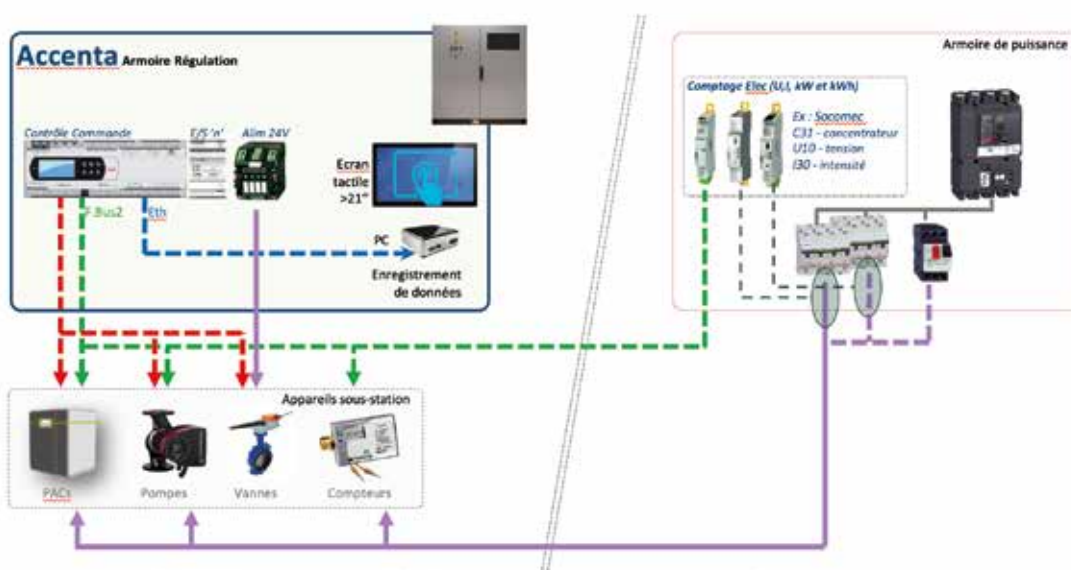 Accenta Armoire Régulation
Contrôle Commande
E/S 'n'
Alim 24V
F.Bus2
Eth
Ecran
tactile
>21"
PC
Enregistrement
de données
Armoire de puissance
Comptage Elec (U,I, kW et kWh)
Ex : Socomec
C31 - concentrateur
U10 - tension
I30 - intensité
Appareils sous-station
PACs
Pompes
Vannes
Compteurs